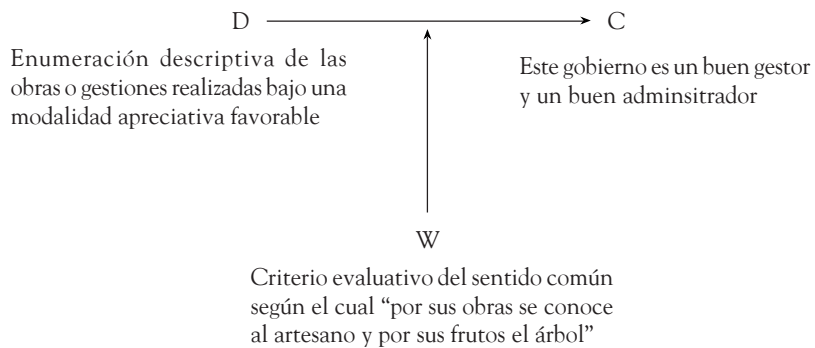 D
C
Enumeración descriptiva de las
obras o gestiones realizadas bajo una
modalidad apreciativa favorable
Este gobierno es un buen gestor
y un buen adminsitrador
W
Criterio evaluativo del sentido común
según el cual “por sus obras se conoce
al artesano y por sus frutos el árbol”